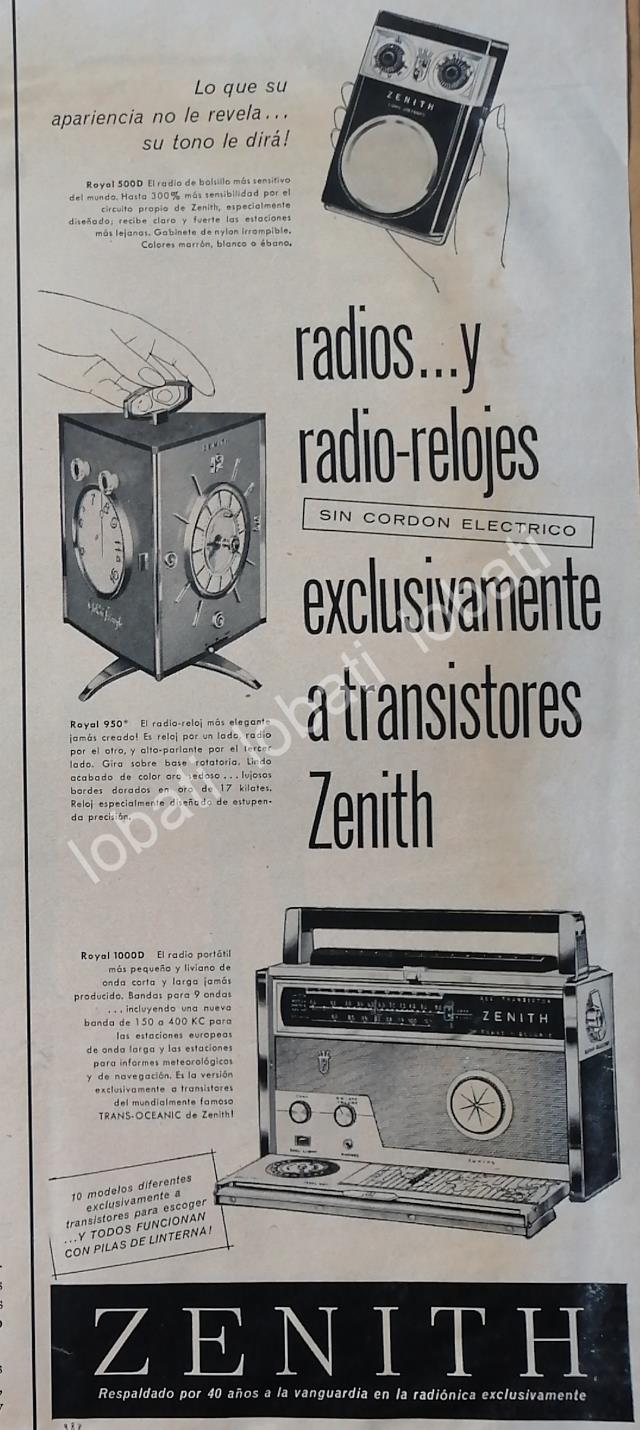 Lo que su
apariencia no le revela...
su tono le dirá!
Royal 500D El radio de bolsillo más sensitivo
del mundo. Hasta 300% más sensibilidad por el
circuito propio de Zenith, especialmente
diseñado; recibe claro y fuerte las estaciones
más lejanas. Gabinete de nylon irrompible.
Colores marrón, blanco o ébano.
ZENITH
radios...y
radio-relojes
SIN CORDON ELECTRICO
exclusivamente
a transistores
Zenith
ZENITH
Royal 950* El radio-reloj más elegante
jamás creado! Es reloj por un lado, radio
por el otro, y alto-parlante por el tercer
lado. Gira sobre base rotatoria. Lindo
acabado de color oro sedoso...lujosos
bordes dorados en oro de 17 kilates.
Reloj especialmente diseñado de estupen-
da precisión.
lobati lobati lobati
Royal 1000D El radio portátil
más pequeño y liviano de
onda corta y larga jamás
producido. Bandas para 9 ondas
...incluyendo una nueva
banda de 150 a 400 KC para
las estaciones europeas
de onda larga y las estaciones
para informes meteorológicos
y de navegación. Es la versión
exclusivamente a transistores
del mundialmente famoso
TRANS-OCEANIC de Zenith!
ZENITH
10 modelos diferentes
exclusivamente a
transistores para escoger
...Y TODOS FUNCIONAN
CON PILAS DE LINTERNA!
ZENITH
Respaldado por 40 años a la vanguardia en la radiónica exclusivamente